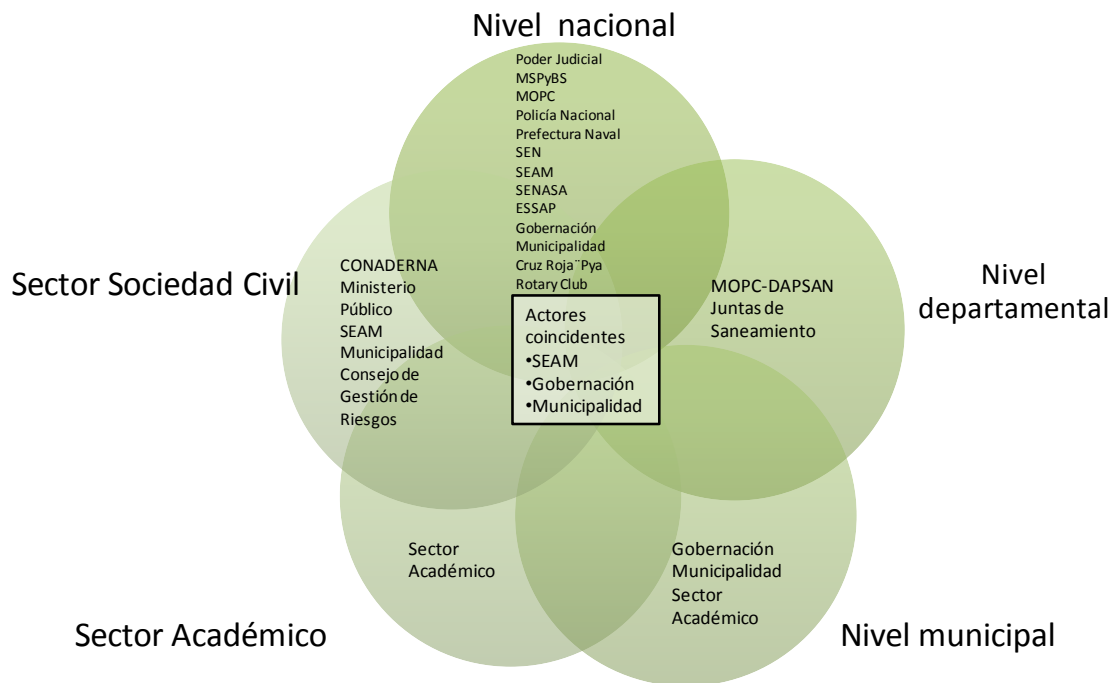 Nivel nacional
Poder Judicial
MSPyBS
MOPC
Policía Nacional
Prefectura Naval
SEN
SEAM
SENASA
ESSAP
Gobernación
Municipalidad
Cruz Roja¨Pya
Rotary Club
Sector Sociedad Civil
CONADERNA
Ministerio
Público
SEAM
Municipalidad
Consejo de
Gestión de
Riesgos
Actores
coincidentes
•SEAM
•Gobernación
•Municipalidad
MOPC-DAPSAN
Juntas de
Saneamiento
Nivel
departamental
Sector
Académico
Sector Académico
Gobernación
Municipalidad
Sector
Académico
Nivel municipal